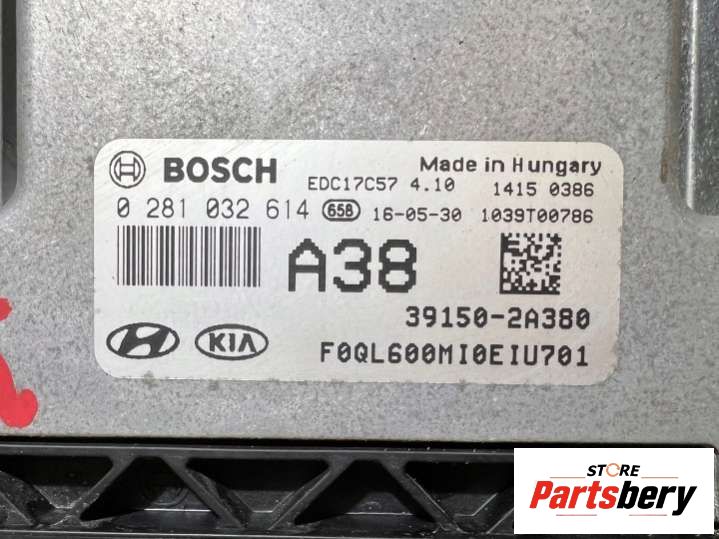 BOSCH
Made in Hungary
EDC17C57 4.10 1415 0386
0 281 032 614 658 16-05-30 1039T00786
A38
39150-2A380
KIA
F0QL600MI0EIU701
STORE
Partsbery